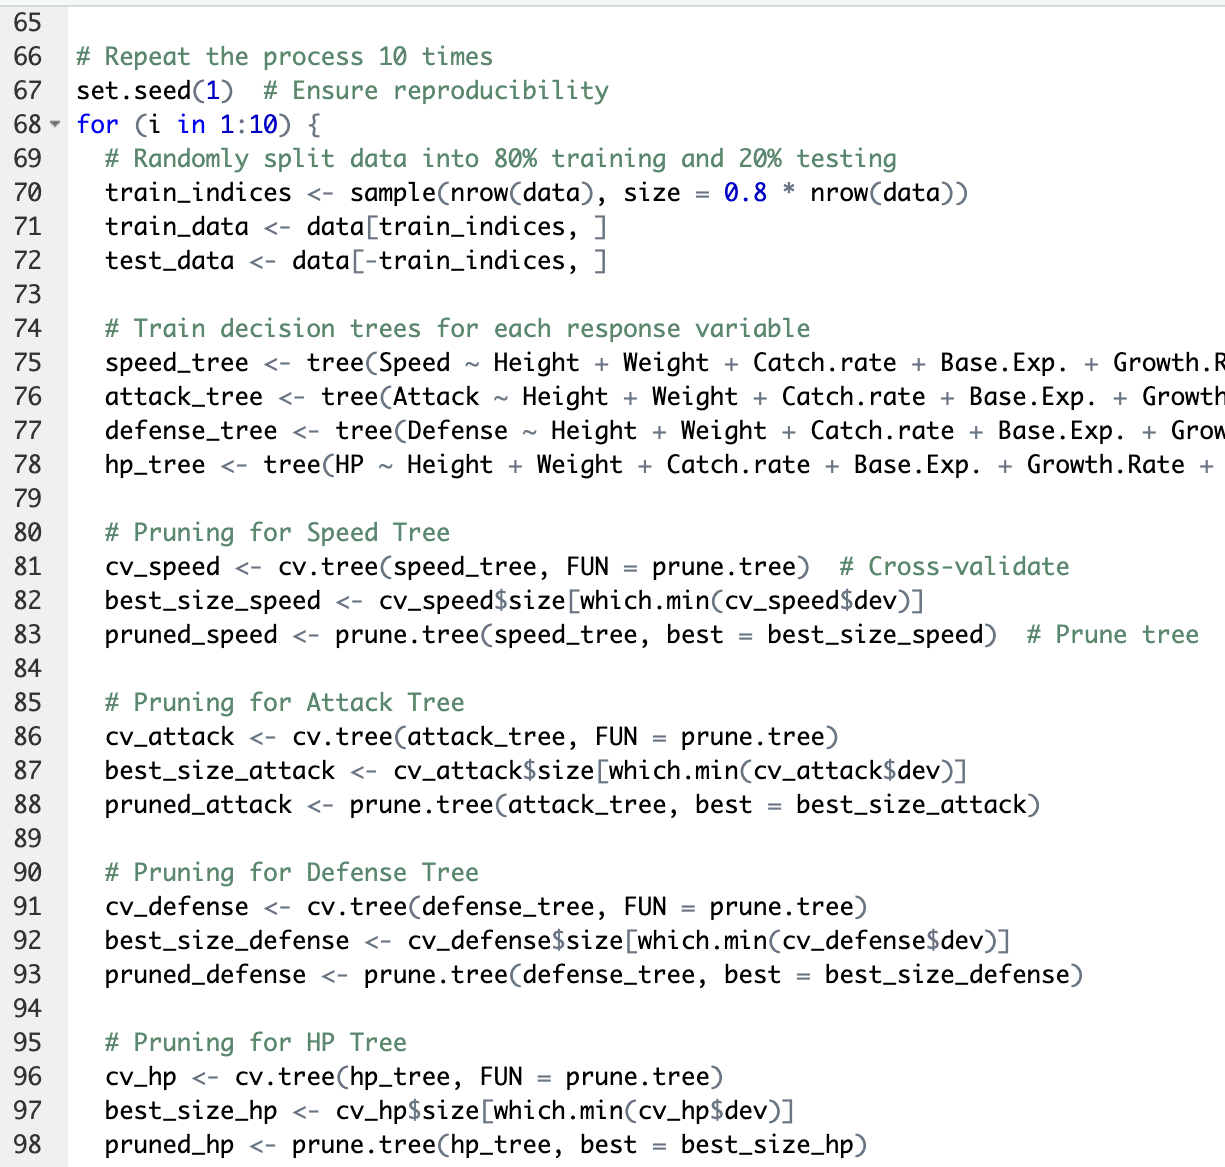 65
66 # Repeat the process 10 times
67 set.seed(1)  # Ensure reproducibility
68 for (i in 1:10) {
69   # Randomly split data into 80% training and 20% testing
70   train_indices <- sample(nrow(data), size = 0.8 * nrow(data))
71   train_data <- data[train_indices, ]
72   test_data <- data[-train_indices, ]
73
74   # Train decision trees for each response variable
75   speed_tree <- tree(Speed ~ Height + Weight + Catch.rate + Base.Exp. + Growth.R
76   attack_tree <- tree(Attack ~ Height + Weight + Catch.rate + Base.Exp. + Growth
77   defense_tree <- tree(Defense ~ Height + Weight + Catch.rate + Base.Exp. + Grow
78   hp_tree <- tree(HP ~ Height + Weight + Catch.rate + Base.Exp. + Growth.Rate +
79
80   # Pruning for Speed Tree
81   cv_speed <- cv.tree(speed_tree, FUN = prune.tree)  # Cross-validate
82   best_size_speed <- cv_speed$size[which.min(cv_speed$dev)]
83   pruned_speed <- prune.tree(speed_tree, best = best_size_speed)  # Prune tree
84
85   # Pruning for Attack Tree
86   cv_attack <- cv.tree(attack_tree, FUN = prune.tree)
87   best_size_attack <- cv_attack$size[which.min(cv_attack$dev)]
88   pruned_attack <- prune.tree(attack_tree, best = best_size_attack)
89
90   # Pruning for Defense Tree
91   cv_defense <- cv.tree(defense_tree, FUN = prune.tree)
92   best_size_defense <- cv_defense$size[which.min(cv_defense$dev)]
93   pruned_defense <- prune.tree(defense_tree, best = best_size_defense)
94
95   # Pruning for HP Tree
96   cv_hp <- cv.tree(hp_tree, FUN = prune.tree)
97   best_size_hp <- cv_hp$size[which.min(cv_hp$dev)]
98   pruned_hp <- prune.tree(hp_tree, best = best_size_hp)